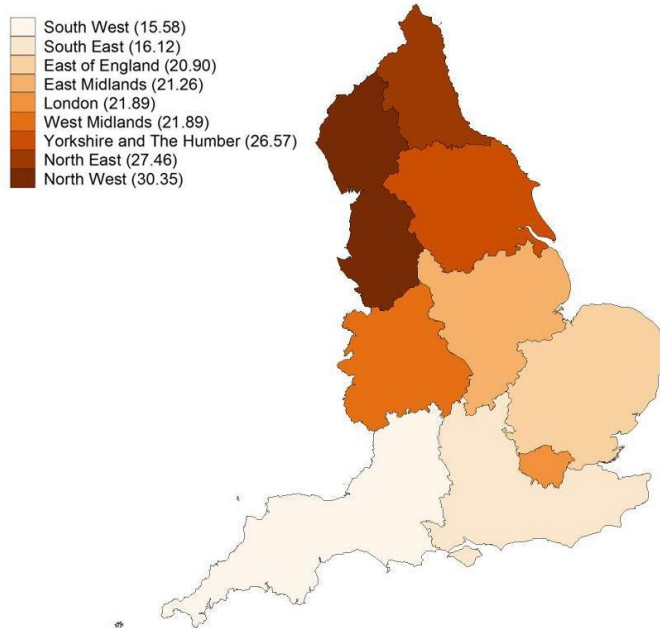 South West (15.58)
South East (16.12)
East of England (20.90)
East Midlands (21.26)
London (21.89)
West Midlands (21.89)
Yorkshire and The Humber (26.57)
North East (27.46)
North West (30.35)